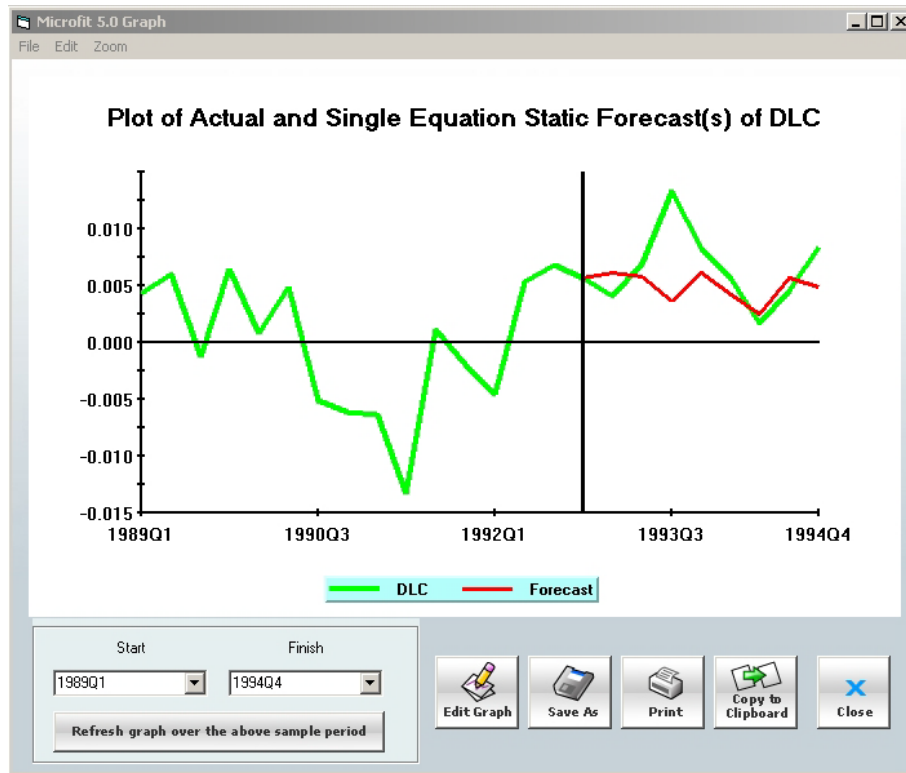 Microfit 5.0 Graph
File Edit Zoom
Plot of Actual and Single Equation Static Forecast(s) of DLC
0.010
0.005
0.000
-0.005
-0.010
-0.015
1989Q1 1990Q3 1992Q1 1993Q3 1994Q4
DLC Forecast
Start Finish
1989Q1 1994Q4
Refresh graph over the above sample period
Edit Graph
Save As
Print
Copy to
Clipboard
Close